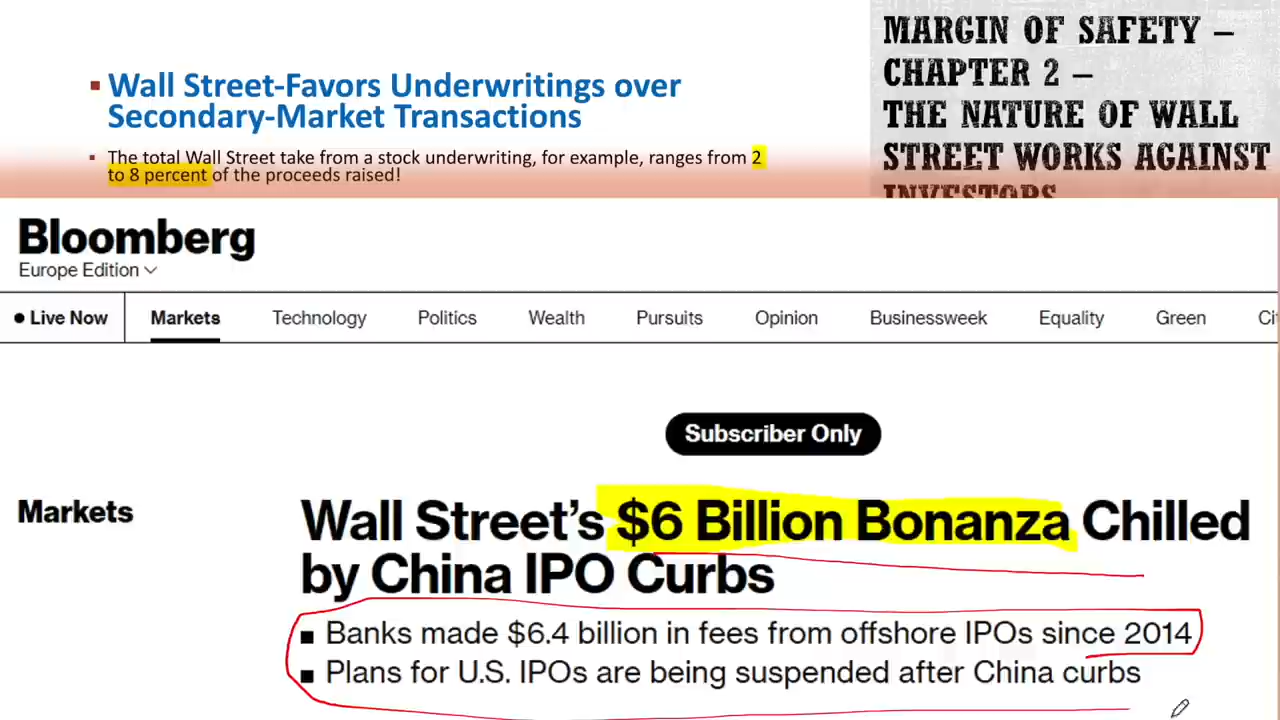 Wall Street-Favors Underwritings over
Secondary-Market Transactions
The total Wall Street take from a stock underwriting, for example, ranges from 2
to 8 percent of the proceeds raised!
MARGIN OF SAFETY –
CHAPTER 2 –
THE NATURE OF WALL
STREET WORKS AGAINST
INVESTORS
Bloomberg
Europe Edition
Live Now Markets Technology Politics Wealth Pursuits Opinion Businessweek Equality Green
Subscriber Only
Markets
Wall Street's $6 Billion Bonanza Chilled
by China IPO Curbs
Banks made $6.4 billion in fees from offshore IPOs since 2014
Plans for U.S. IPOs are being suspended after China curbs